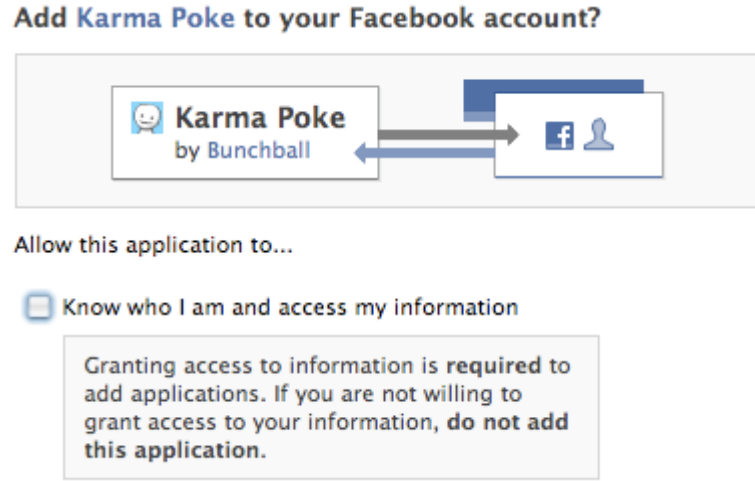 Add Karma Poke to your Facebook account?
Karma Poke
by Bunchball
f
Allow this application to...
Know who I am and access my information
Granting access to information is required to
add applications. If you are not willing to
grant access to your information, do not add
this application.